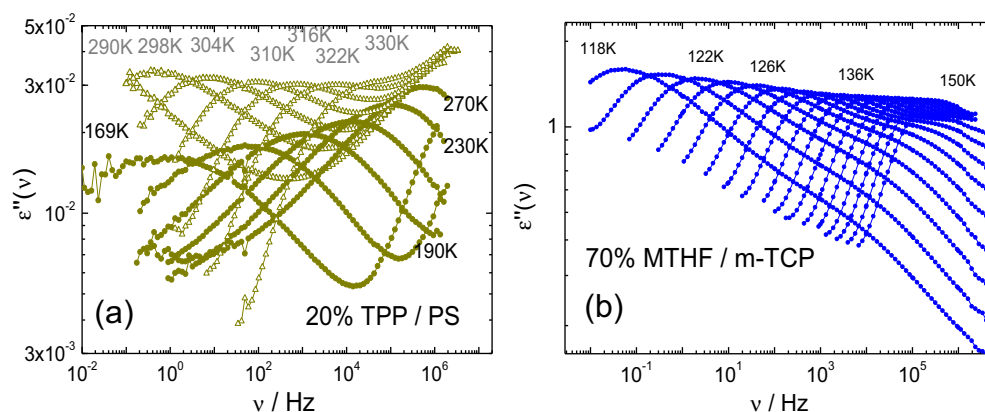 5x10⁻²
3x10⁻²
10⁻²
3x10⁻³
ε''(ν)
290K 298K 304K 310K 316K 322K 330K
169K
270K
230K
190K
(a)
20% TPP / PS
10⁻² 10⁰ 10² 10⁴ 10⁶
ν / Hz
b)
1
ε''(ν)
118K 122K 126K 136K 150K
70% MTHF / m-TCP
(b)
10⁻¹ 10¹ 10³ 10⁵
ν / Hz